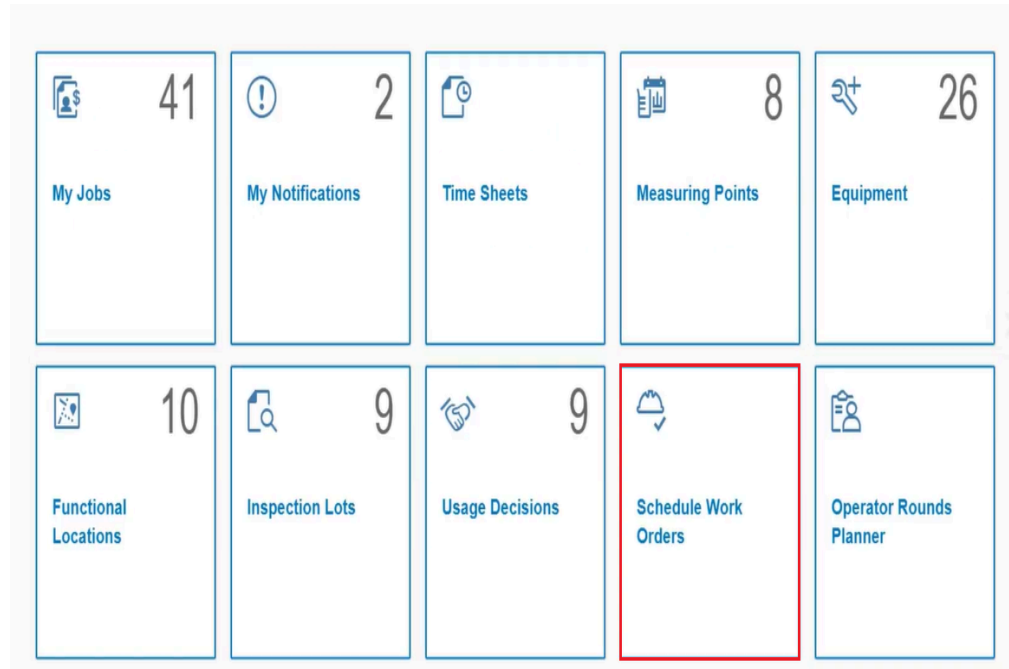 41
My Jobs
2
My Notifications
Time Sheets
8
Measuring Points
26
Equipment
10
Functional
Locations
9
Inspection Lots
9
Usage Decisions
Schedule Work
Orders
Operator Rounds
Planner